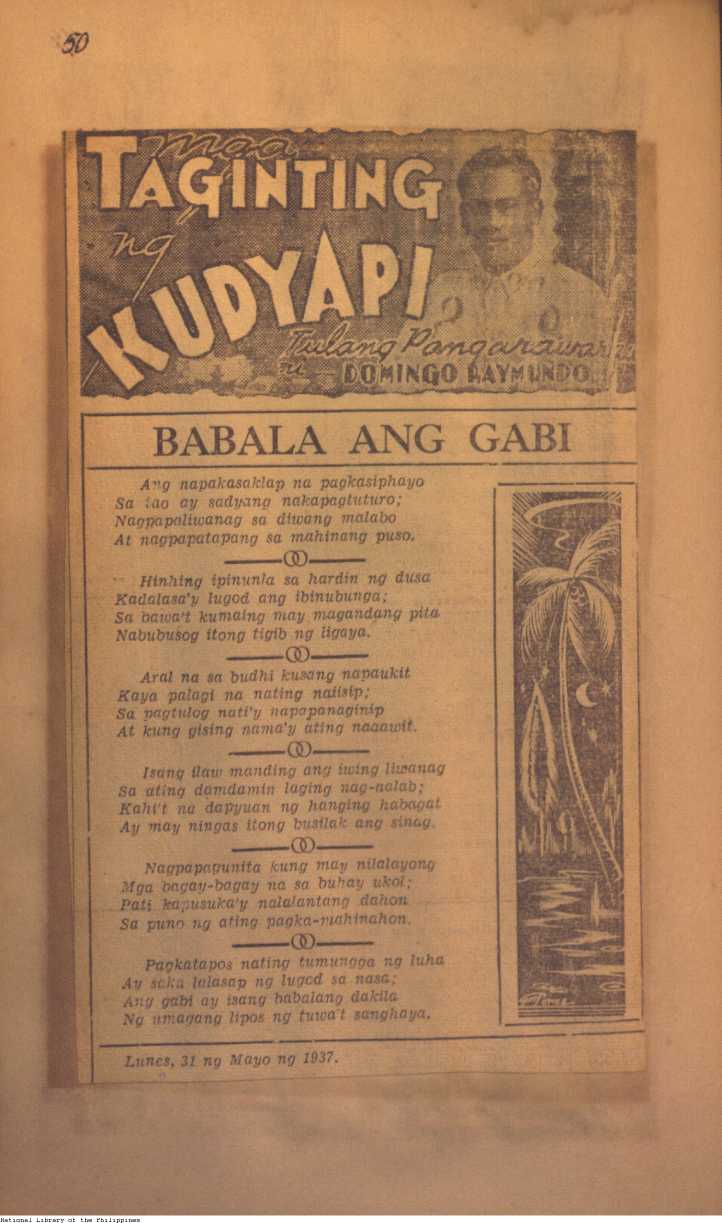 50
mga
TAGINTING
ng
KUDYAPI
Tulang Pangaraw-araw
ni DOMINGO RAYMUNDO
BABALA ANG GABI
Ang napakasaklap na pagkasiphayo
Sa tao ay sadyang nakapagtuturo;
Nagpapaliwanag sa diwang malabo
At nagpapatapang sa mahinang puso.
Hinhing ipinunla sa hardin ng dusa
Kadalasa'y lugod ang ibinubunga;
Sa bawa't kumaing may magandang pita
Nabubusog itong tigib ng ligaya.
Aral na sa budhi kusang napaukit
Kaya palagi na nating naiisip;
Sa pagtulog nati'y napapanaginip
At kung gising nama'y ating naaawit.
Isang ilaw manding ang iwing liwanag
Sa ating damdamin laging nag-aalab;
Kahi't na dapyuan ng hanging habagat
Ay may ningas itong busilak ang sinag.
Nagpapagunita kung may nilalayong
Mga bagay-bagay na sa buhay ukol;
Pati kapusuka'y nalalantang dahon
Sa puno ng ating pagka-mahinahon.
Pagkatapos nating tumungga ng luha
Ay saka lalasap ng lugod sa nasa;
Ang gabi ay isang babalang dakila
Ng umagang lipos ng tuwa't sanghaya.
Lunes, 31 ng Mayo ng 1937.
National Library of the Philippines